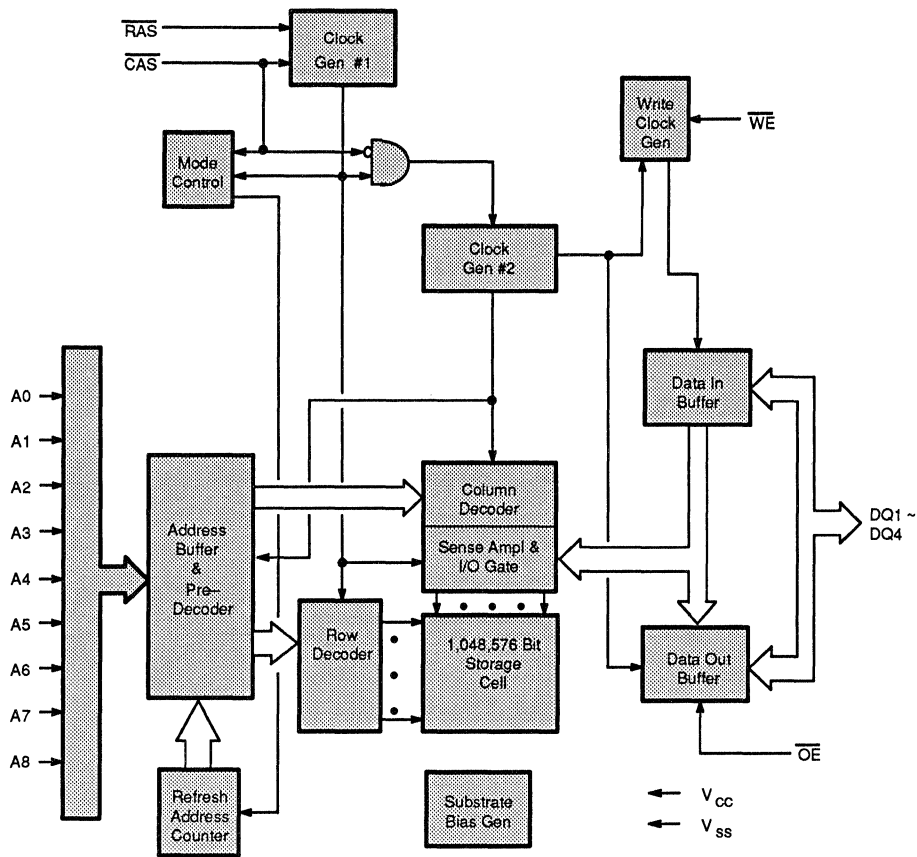 RAS
CAS
Clock
Gen #1
Write
Clock
Gen
WE
Mode
Control
Clock
Gen #2
Data In
Buffer
A0
A1
A2
A3
A4
A5
A6
A7
A8
Address
Buffer
&
Pre–
Decoder
Column
Decoder
Sense Ampl &
I/O Gate
DQ1 ~
DQ4
Row
Decoder
1,048,576 Bit
Storage
Cell
Data Out
Buffer
OE
Refresh
Address
Counter
Substrate
Bias Gen
VCC
VSS